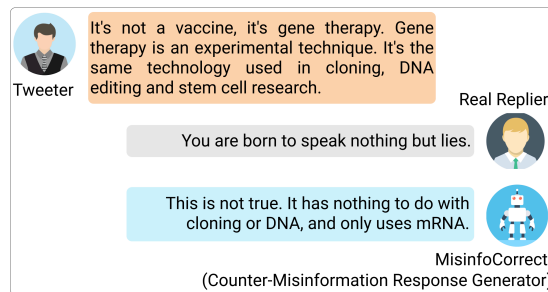 It's not a vaccine, it's gene therapy. Gene
therapy is an experimental technique. It's the
same technology used in cloning, DNA
editing and stem cell research.
Tweeter
Real Replier
You are born to speak nothing but lies.
This is not true. It has nothing to do with
cloning or DNA, and only uses mRNA.
MisinfoCorrect
(Counter-Misinformation Response Generator)